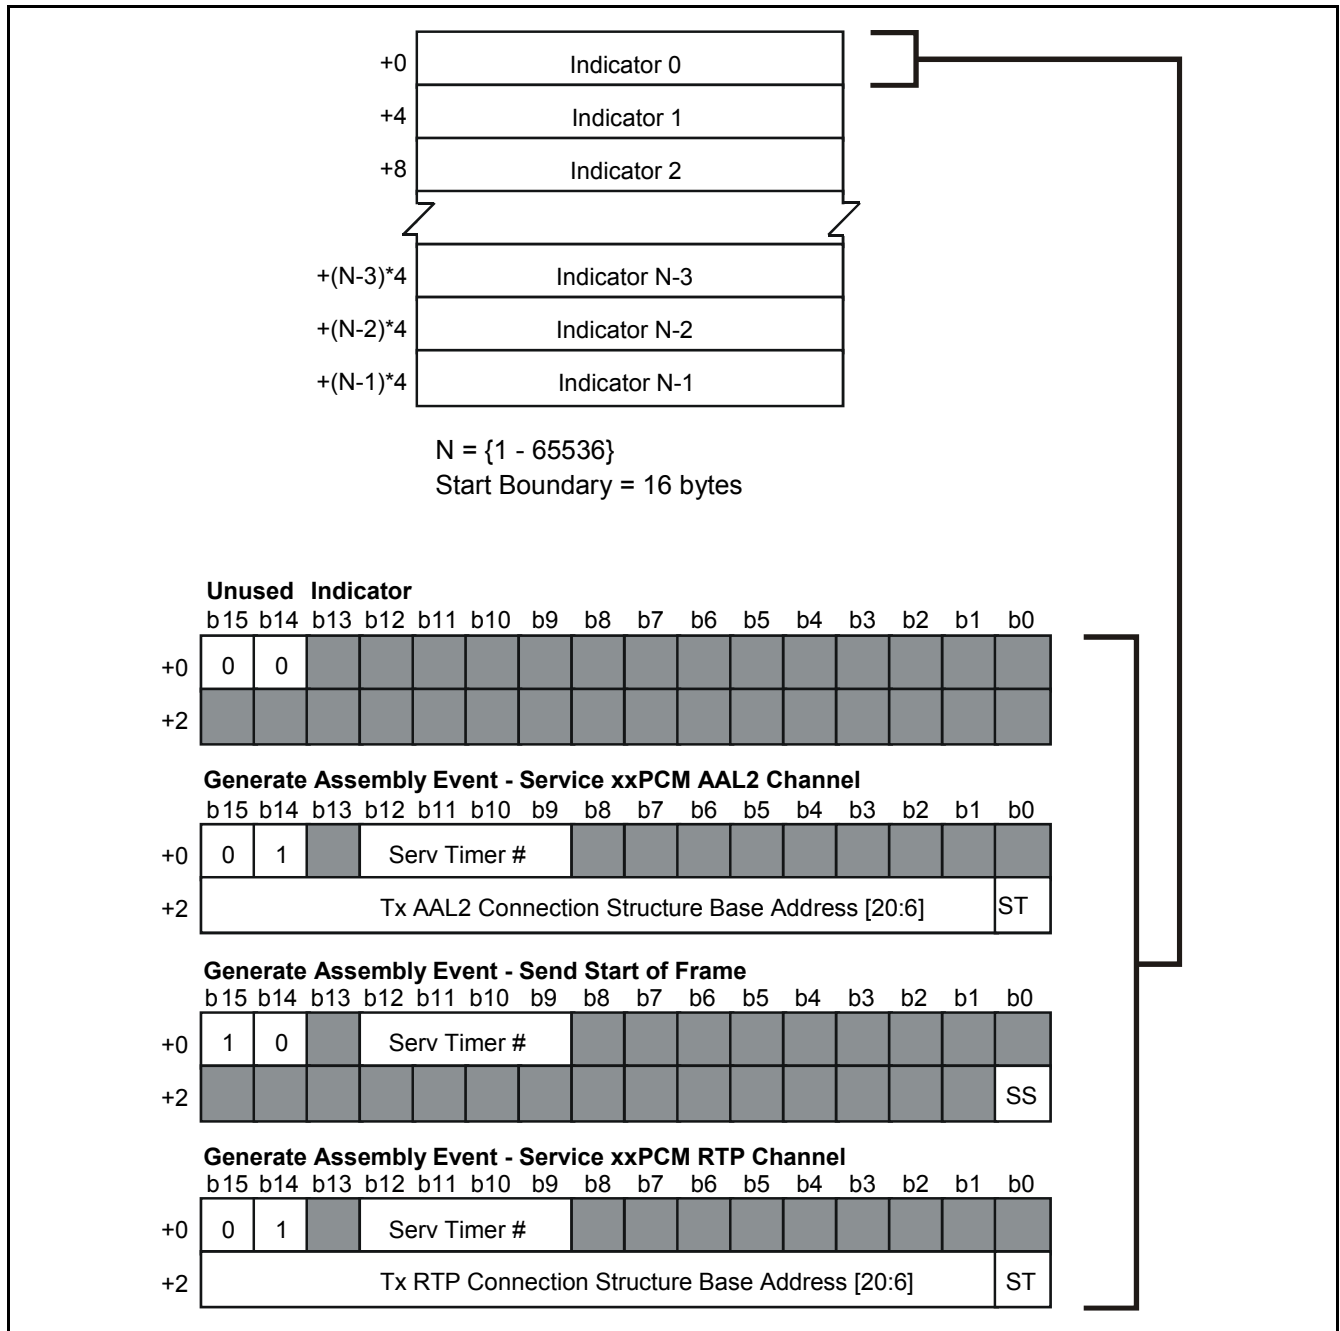 +0 Indicator 0
+4 Indicator 1
+8 Indicator 2
+(N-3)*4 Indicator N-3
+(N-2)*4 Indicator N-2
+(N-1)*4 Indicator N-1
N = {1 - 65536}
Start Boundary = 16 bytes
Unused Indicator
b15 b14 b13 b12 b11 b10 b9 b8 b7 b6 b5 b4 b3 b2 b1 b0
+0 0 0
+2
Generate Assembly Event - Service xxPCM AAL2 Channel
b15 b14 b13 b12 b11 b10 b9 b8 b7 b6 b5 b4 b3 b2 b1 b0
+0 0 1 Serv Timer #
+2 Tx AAL2 Connection Structure Base Address [20:6] ST
Generate Assembly Event - Send Start of Frame
b15 b14 b13 b12 b11 b10 b9 b8 b7 b6 b5 b4 b3 b2 b1 b0
+0 1 0 Serv Timer #
+2 SS
Generate Assembly Event - Service xxPCM RTP Channel
b15 b14 b13 b12 b11 b10 b9 b8 b7 b6 b5 b4 b3 b2 b1 b0
+0 0 1 Serv Timer #
+2 Tx RTP Connection Structure Base Address [20:6] ST